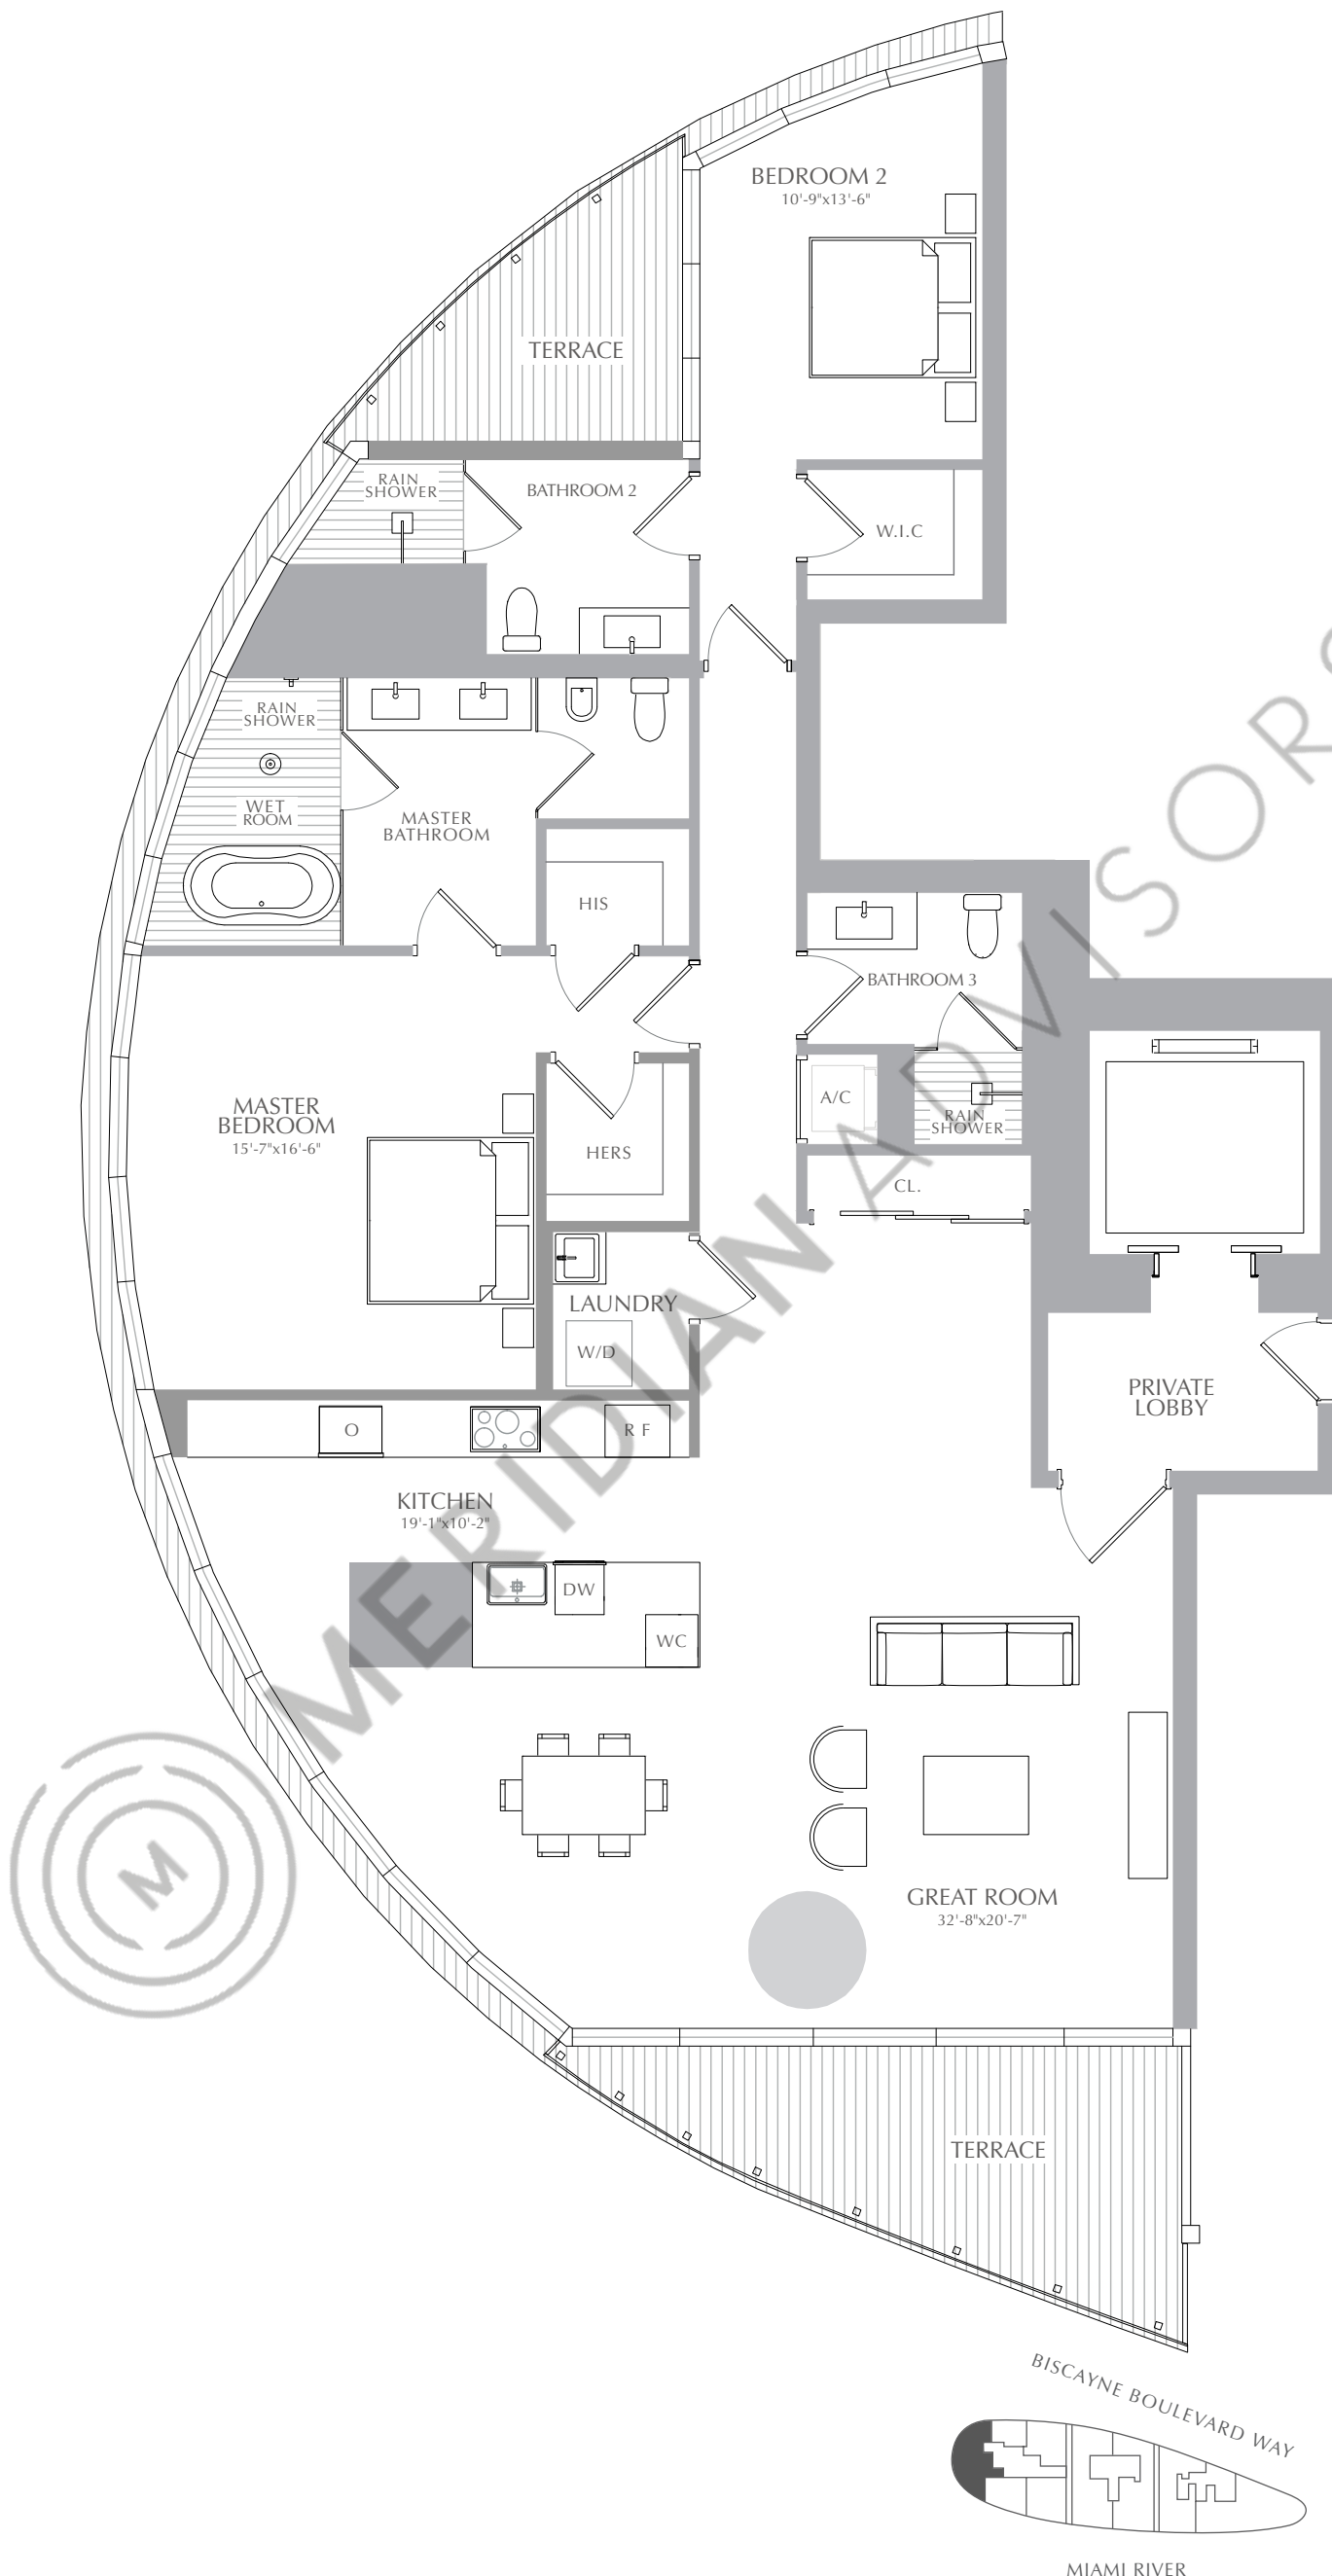 BEDROOM 2
10'-9"x13'-6"
TERRACE
RAIN
SHOWER
BATHROOM 2
W.I.C
RAIN
SHOWER
WET
ROOM
MASTER
BATHROOM
HIS
BATHROOM 3
A/C
RAIN
SHOWER
MASTER
BEDROOM
15'-7"x16'-6"
HERS
CL.
LAUNDRY
W/D
PRIVATE
LOBBY
O
R F
KITCHEN
19'-1"x10'-2"
DW
WC
GREAT ROOM
32'-8"x20'-7"
TERRACE
BISCAYNE BOULEVARD WAY
MIAMI RIVER
M MERIDIAN ADVISORS